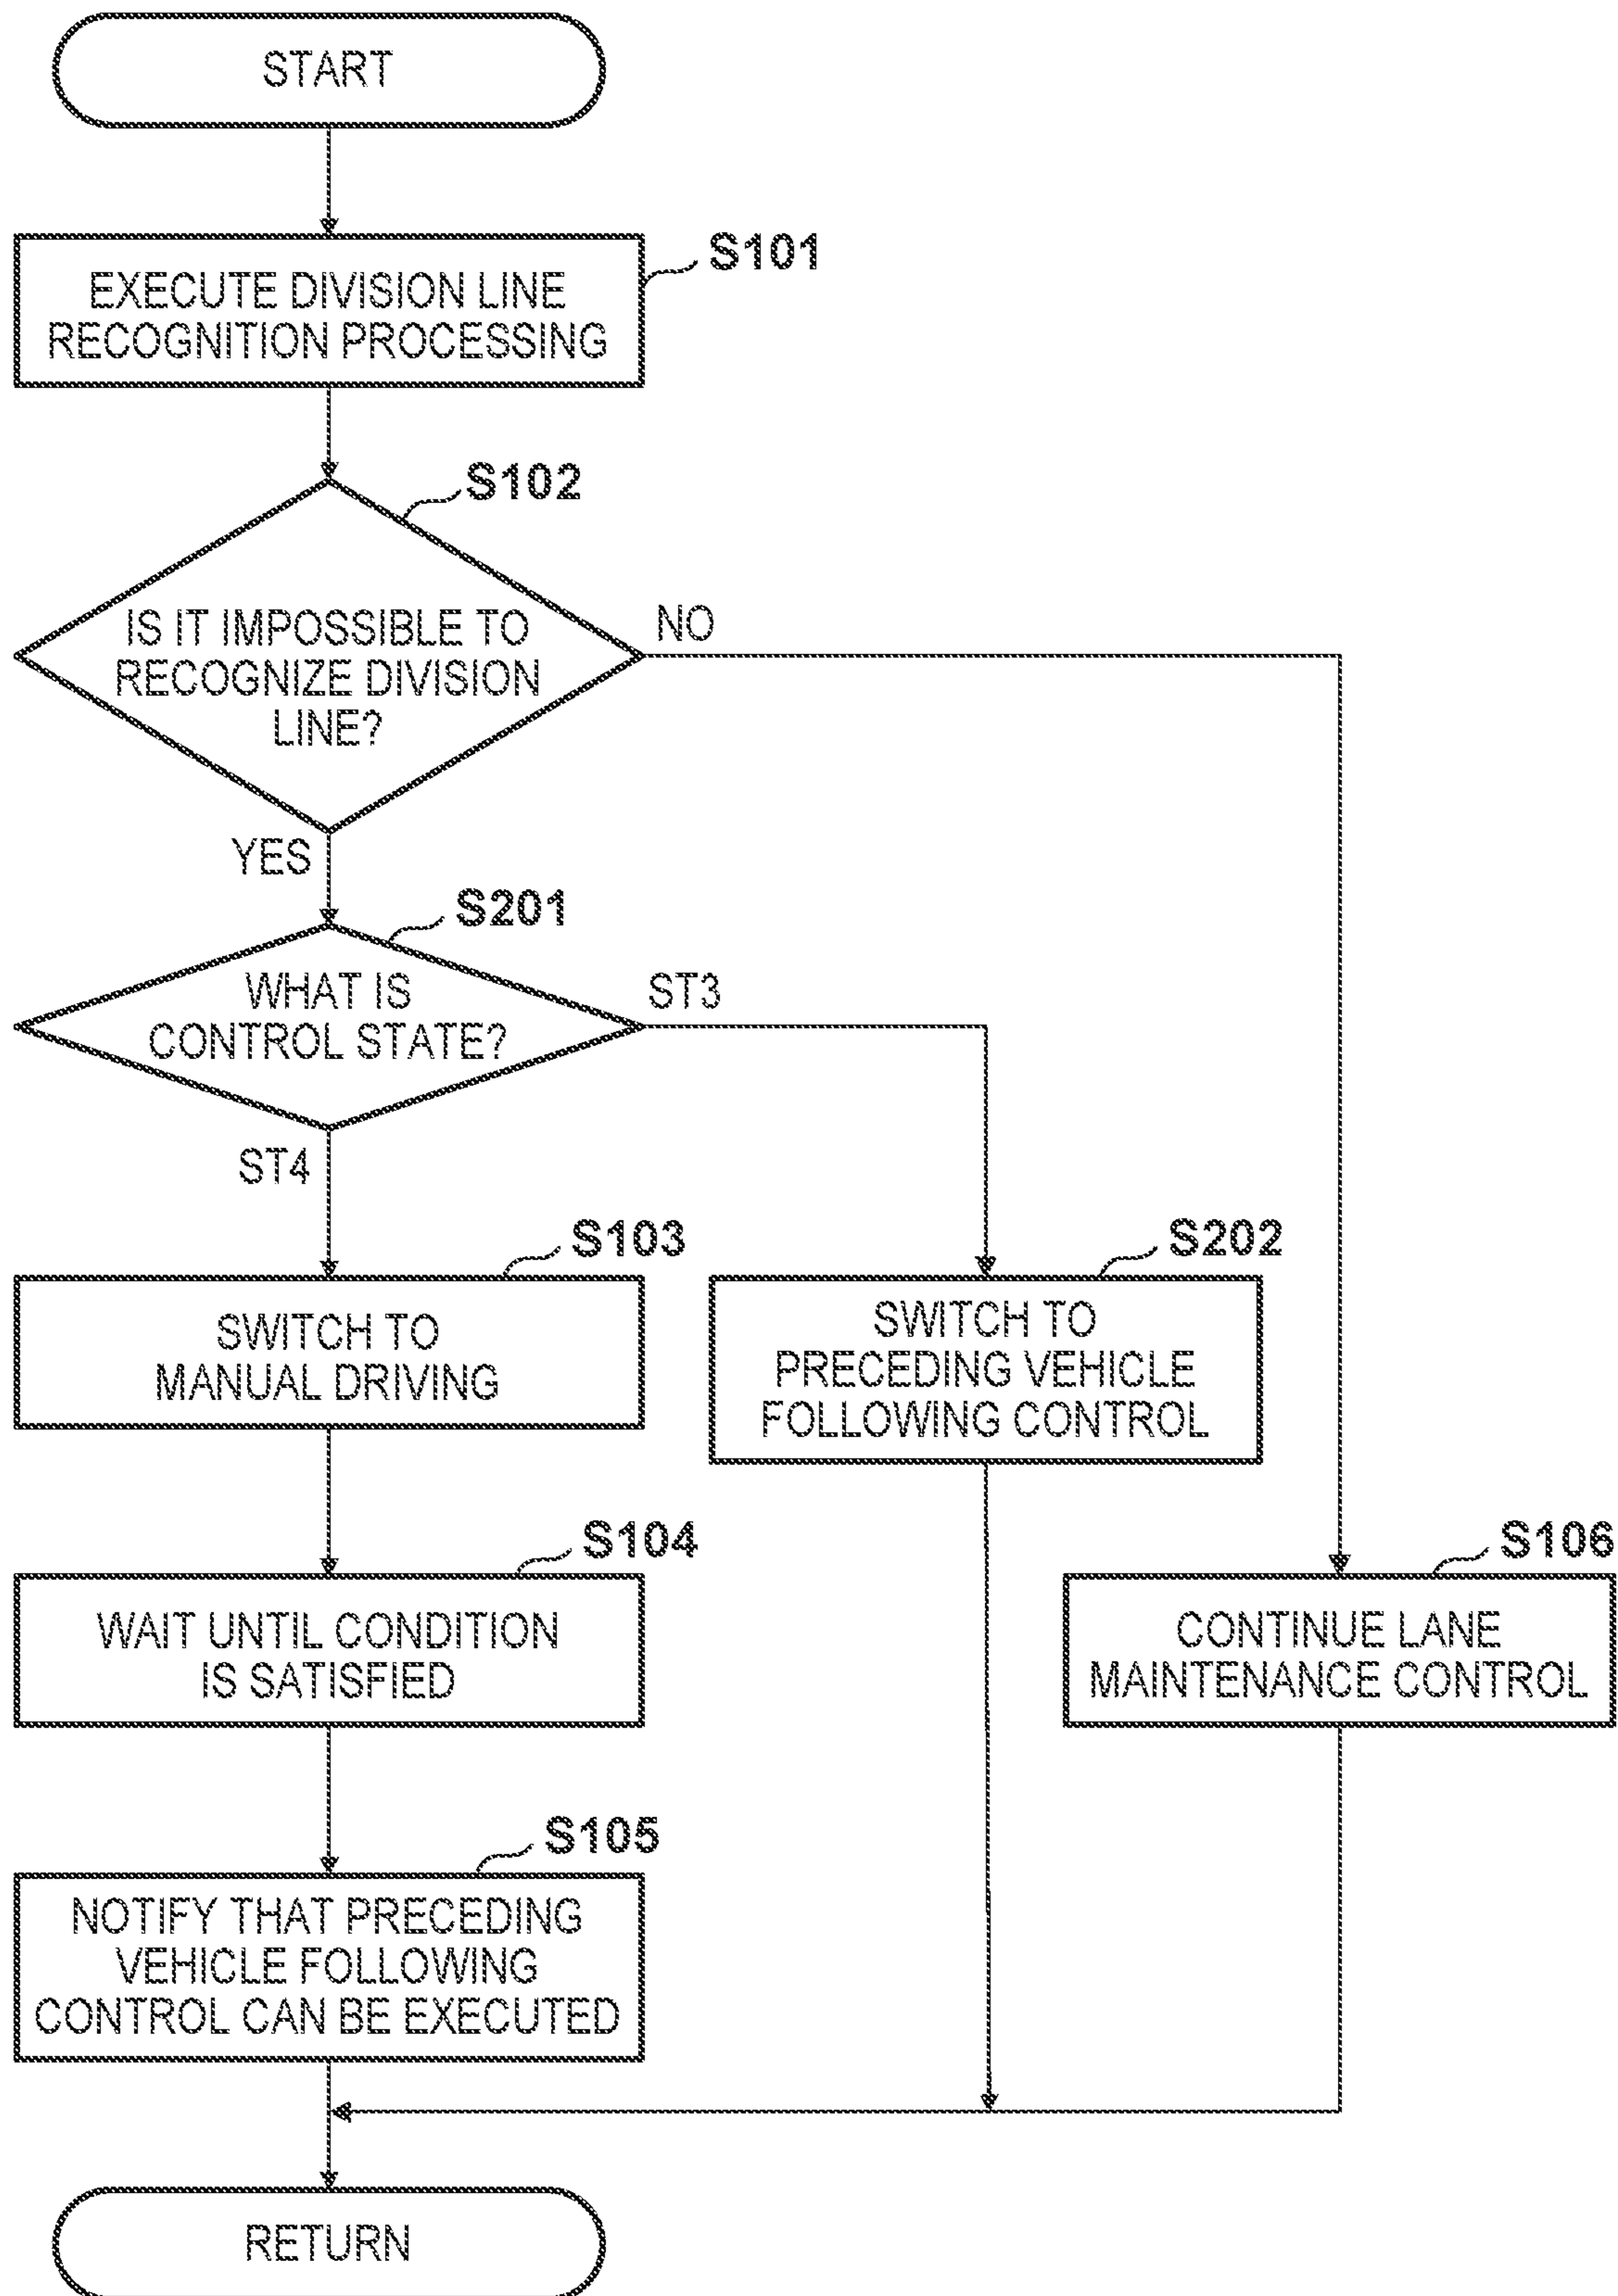 START
S101
EXECUTE DIVISION LINE
RECOGNITION PROCESSING
S102
IS IT IMPOSSIBLE TO
RECOGNIZE DIVISION
LINE?
NO
YES
S201
WHAT IS
CONTROL STATE?
ST3
ST4
S103
SWITCH TO
MANUAL DRIVING
S202
SWITCH TO
PRECEDING VEHICLE
FOLLOWING CONTROL
S104
WAIT UNTIL CONDITION
IS SATISFIED
S106
CONTINUE LANE
MAINTENANCE CONTROL
S105
NOTIFY THAT PRECEDING
VEHICLE FOLLOWING
CONTROL CAN BE EXECUTED
RETURN